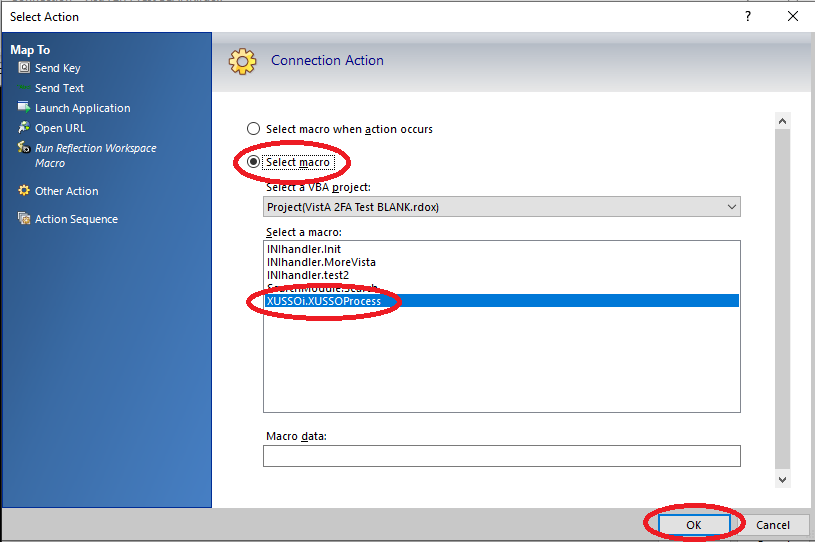 Select Action
?
Map To
Send Key
Send Text
Launch Application
Open URL
Run Reflection Workspace
Macro
Other Action
Action Sequence
Connection Action
Select macro when action occurs
Select macro
Select a VBA project:
Project(VistA 2FA Test BLANK.rdox)
Select a macro:
INIhandler.Init
INIhandler.MoreVista
INIhandler.test2
SearchModule.Search
XUSSOi.XUSSOProcess
Macro data:
OK
Cancel